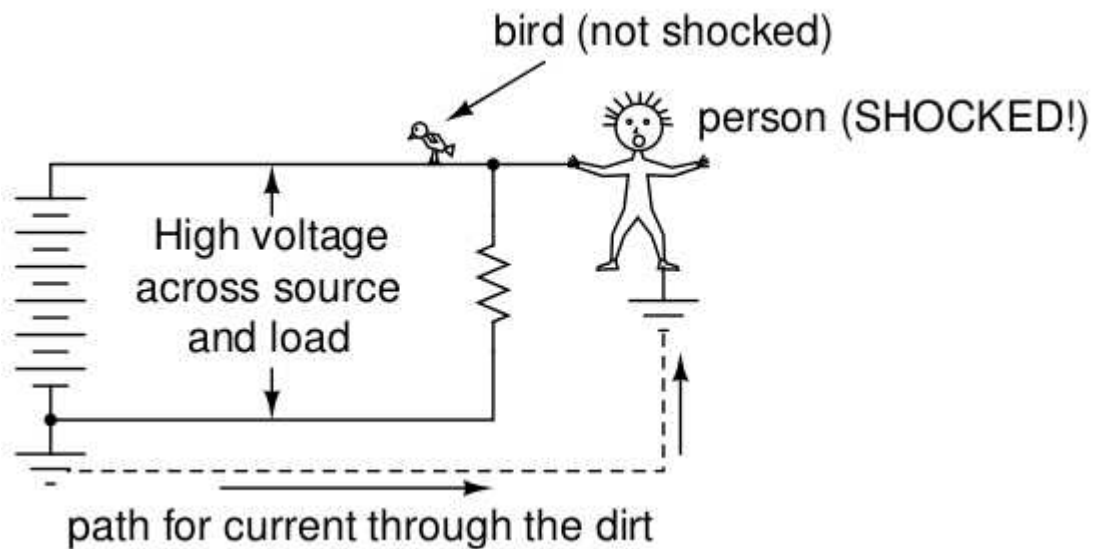 bird (not shocked)
person (SHOCKED!)
High voltage
across source
and load
path for current through the dirt